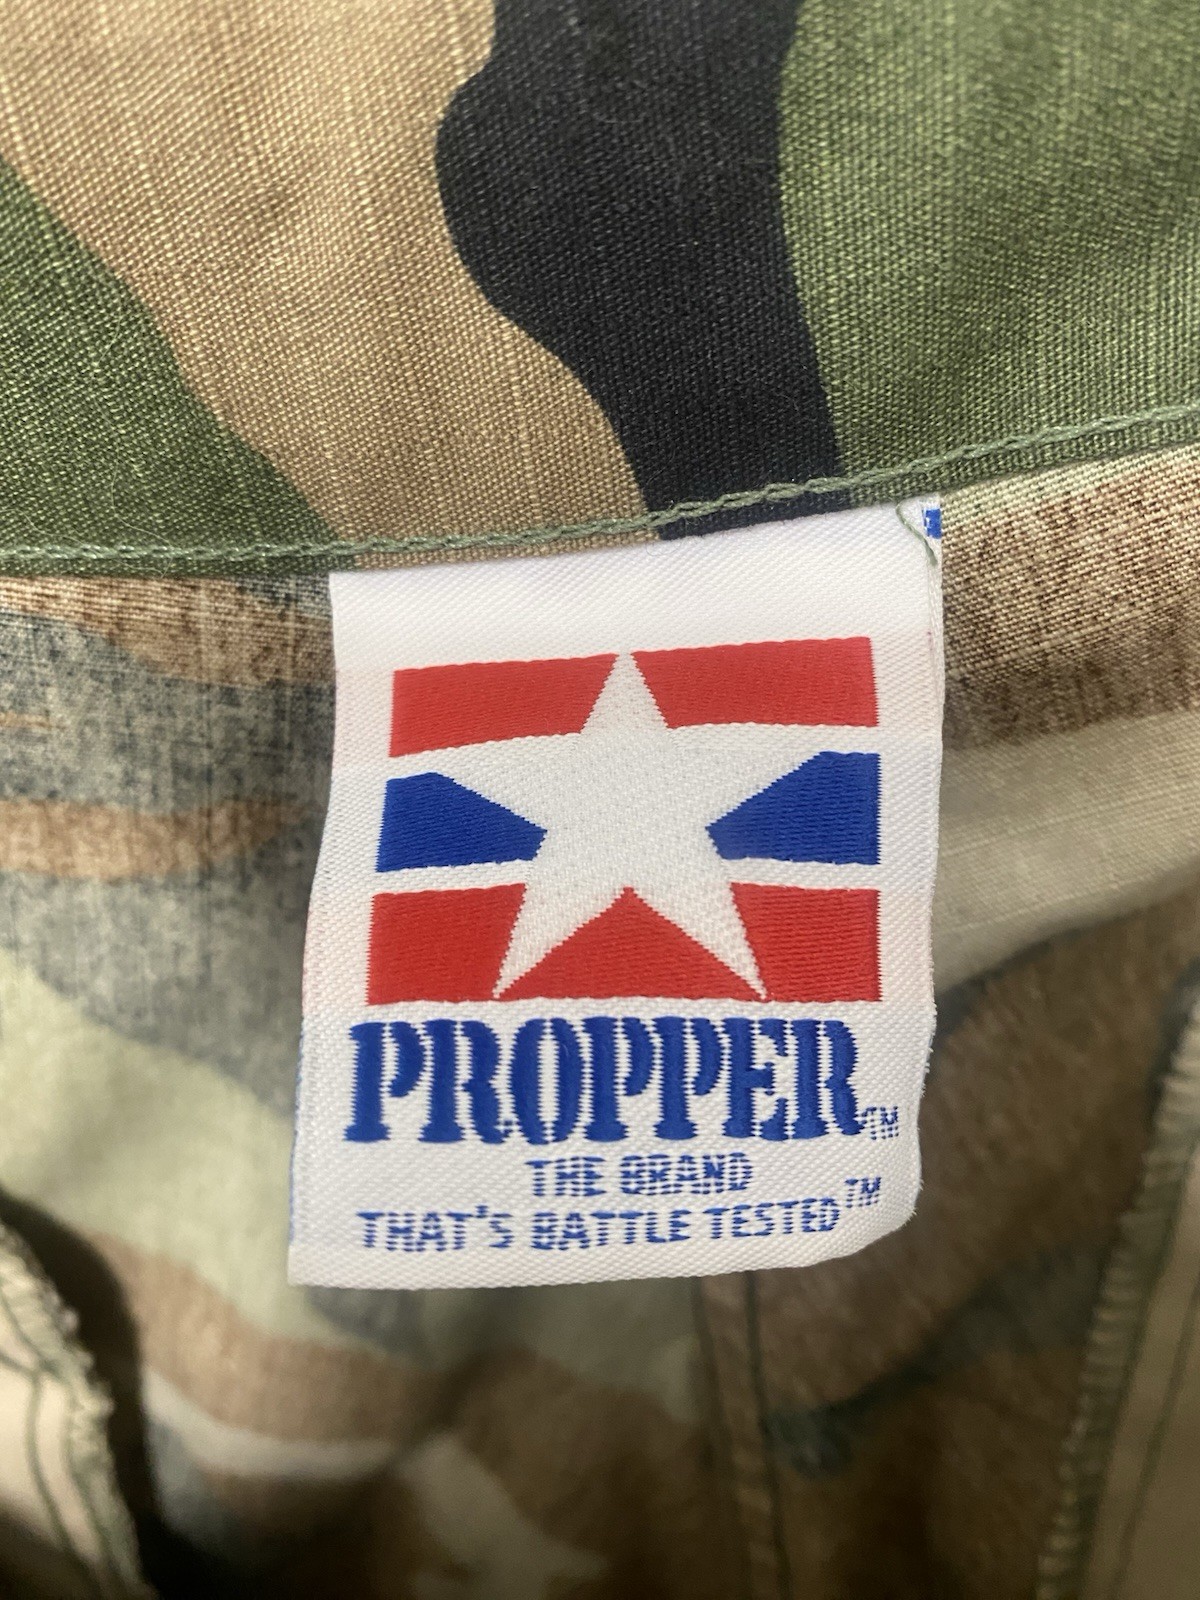 PROPPER™
THE BRAND
THAT'S BATTLE TESTED™